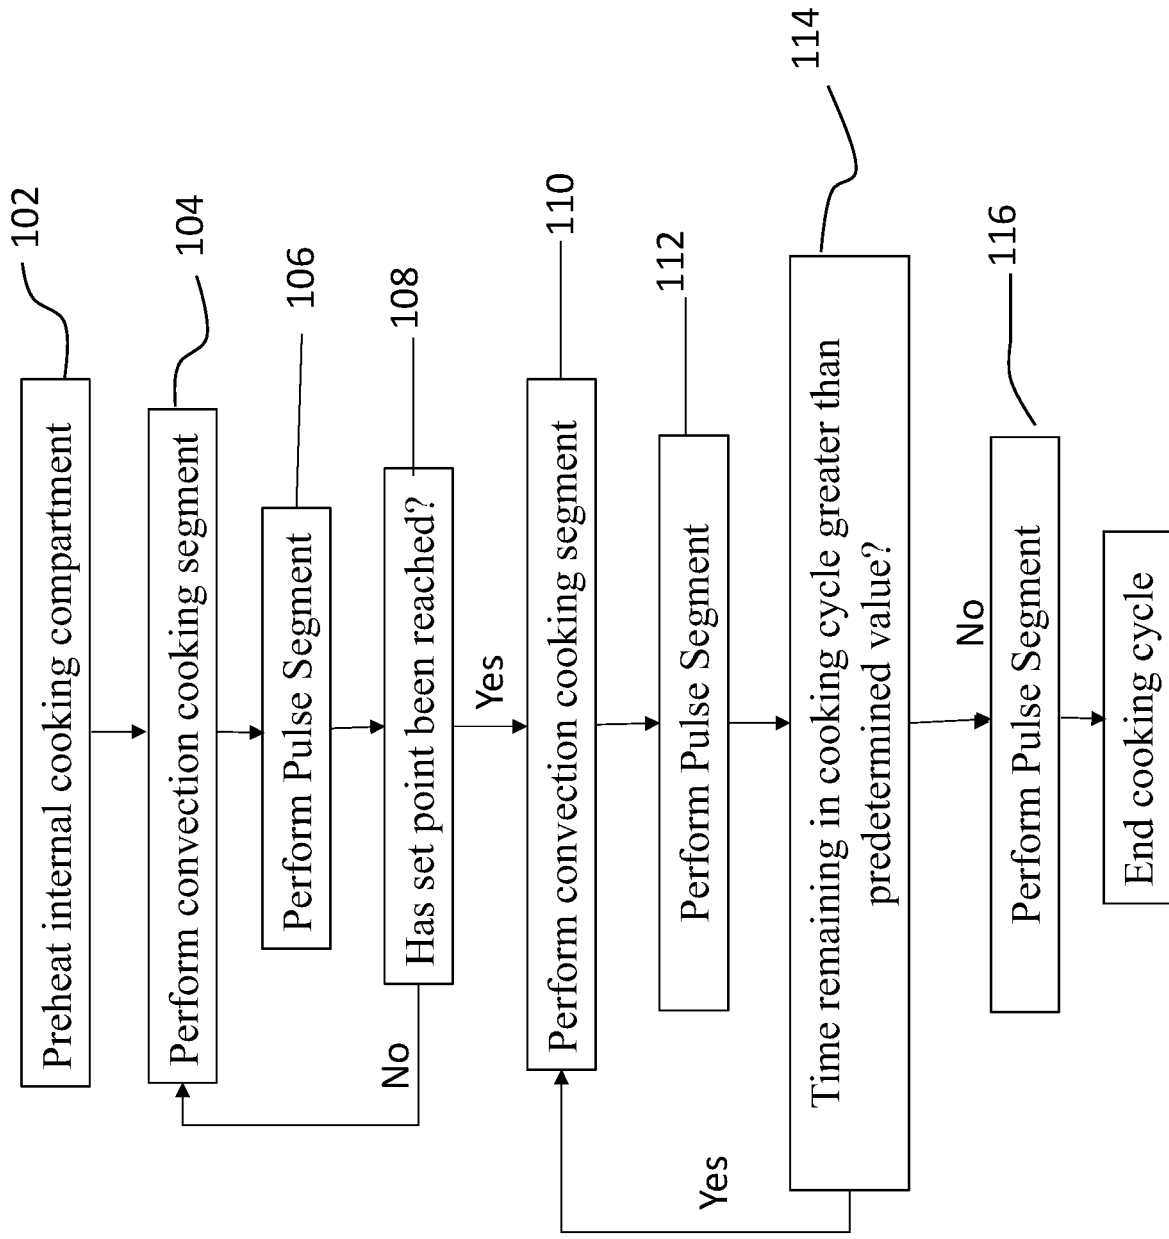 102
Preheat internal cooking compartment
104
Perform convection cooking segment
106
Perform Pulse Segment
108
Has set point been reached?
No
Yes
110
Perform convection cooking segment
112
Perform Pulse Segment
114
Time remaining in cooking cycle greater than
predetermined value?
Yes
No
116
Perform Pulse Segment
End cooking cycle